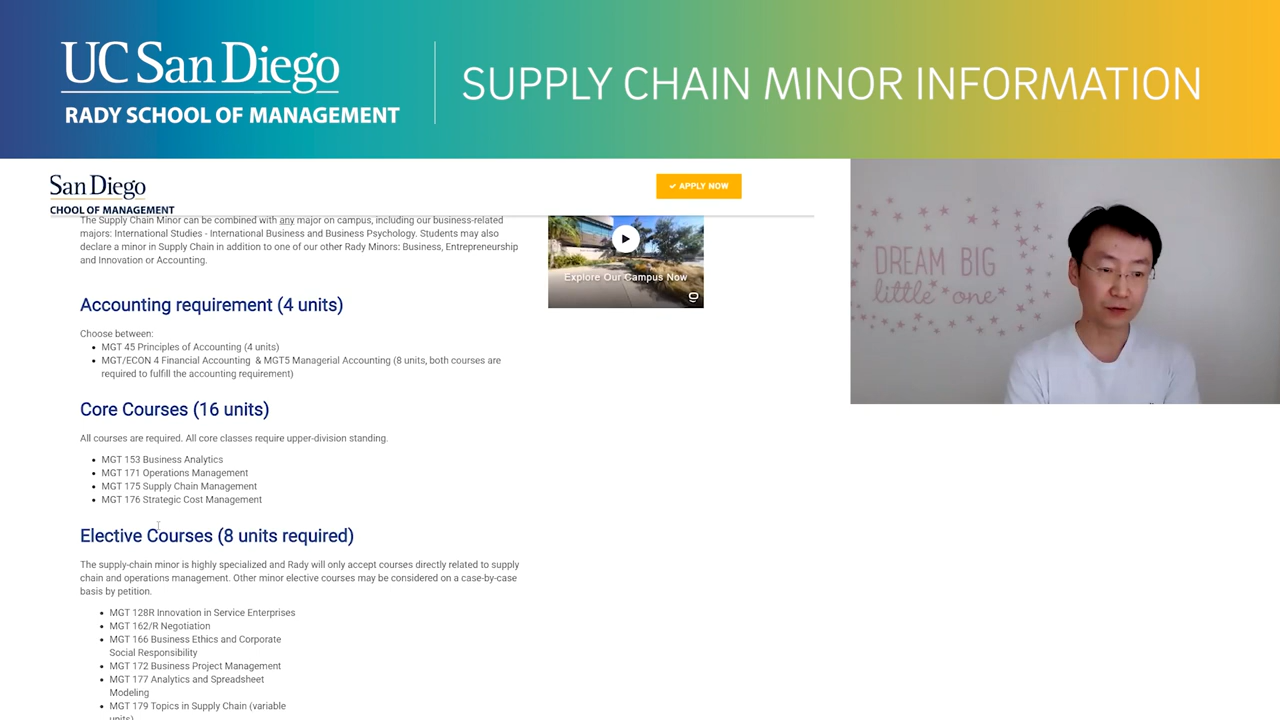 UC San Diego
RADY SCHOOL OF MANAGEMENT
SUPPLY CHAIN MINOR INFORMATION
San Diego
CHOOL OF MANAGEMENT
✓ APPLY NOW
The Supply Chain Minor can be combined with any major on campus, including our business-related
majors: International Studies - International Business and Business Psychology. Students may also
declare a minor in Supply Chain in addition to one of our other Rady Minors: Business, Entrepreneurship
and Innovation or Accounting.
Explore Our Campus Now
DREAM BIG
little one
Accounting requirement (4 units)
Choose between:
• MGT 45 Principles of Accounting (4 units)
• MGT/ECON 4 Financial Accounting & MGT5 Managerial Accounting (8 units, both courses are
required to fulfill the accounting requirement)
Core Courses (16 units)
All courses are required. All core classes require upper-division standing.
• MGT 153 Business Analytics
• MGT 171 Operations Management
• MGT 175 Supply Chain Management
• MGT 176 Strategic Cost Management
Elective Courses (8 units required)
The supply-chain minor is highly specialized and Rady will only accept courses directly related to supply
chain and operations management. Other minor elective courses may be considered on a case-by-case
basis by petition.
• MGT 128R Innovation in Service Enterprises
• MGT 162/R Negotiation
• MGT 166 Business Ethics and Corporate
Social Responsibility
• MGT 172 Business Project Management
• MGT 177 Analytics and Spreadsheet
Modeling
• MGT 179 Topics in Supply Chain (variable
units)